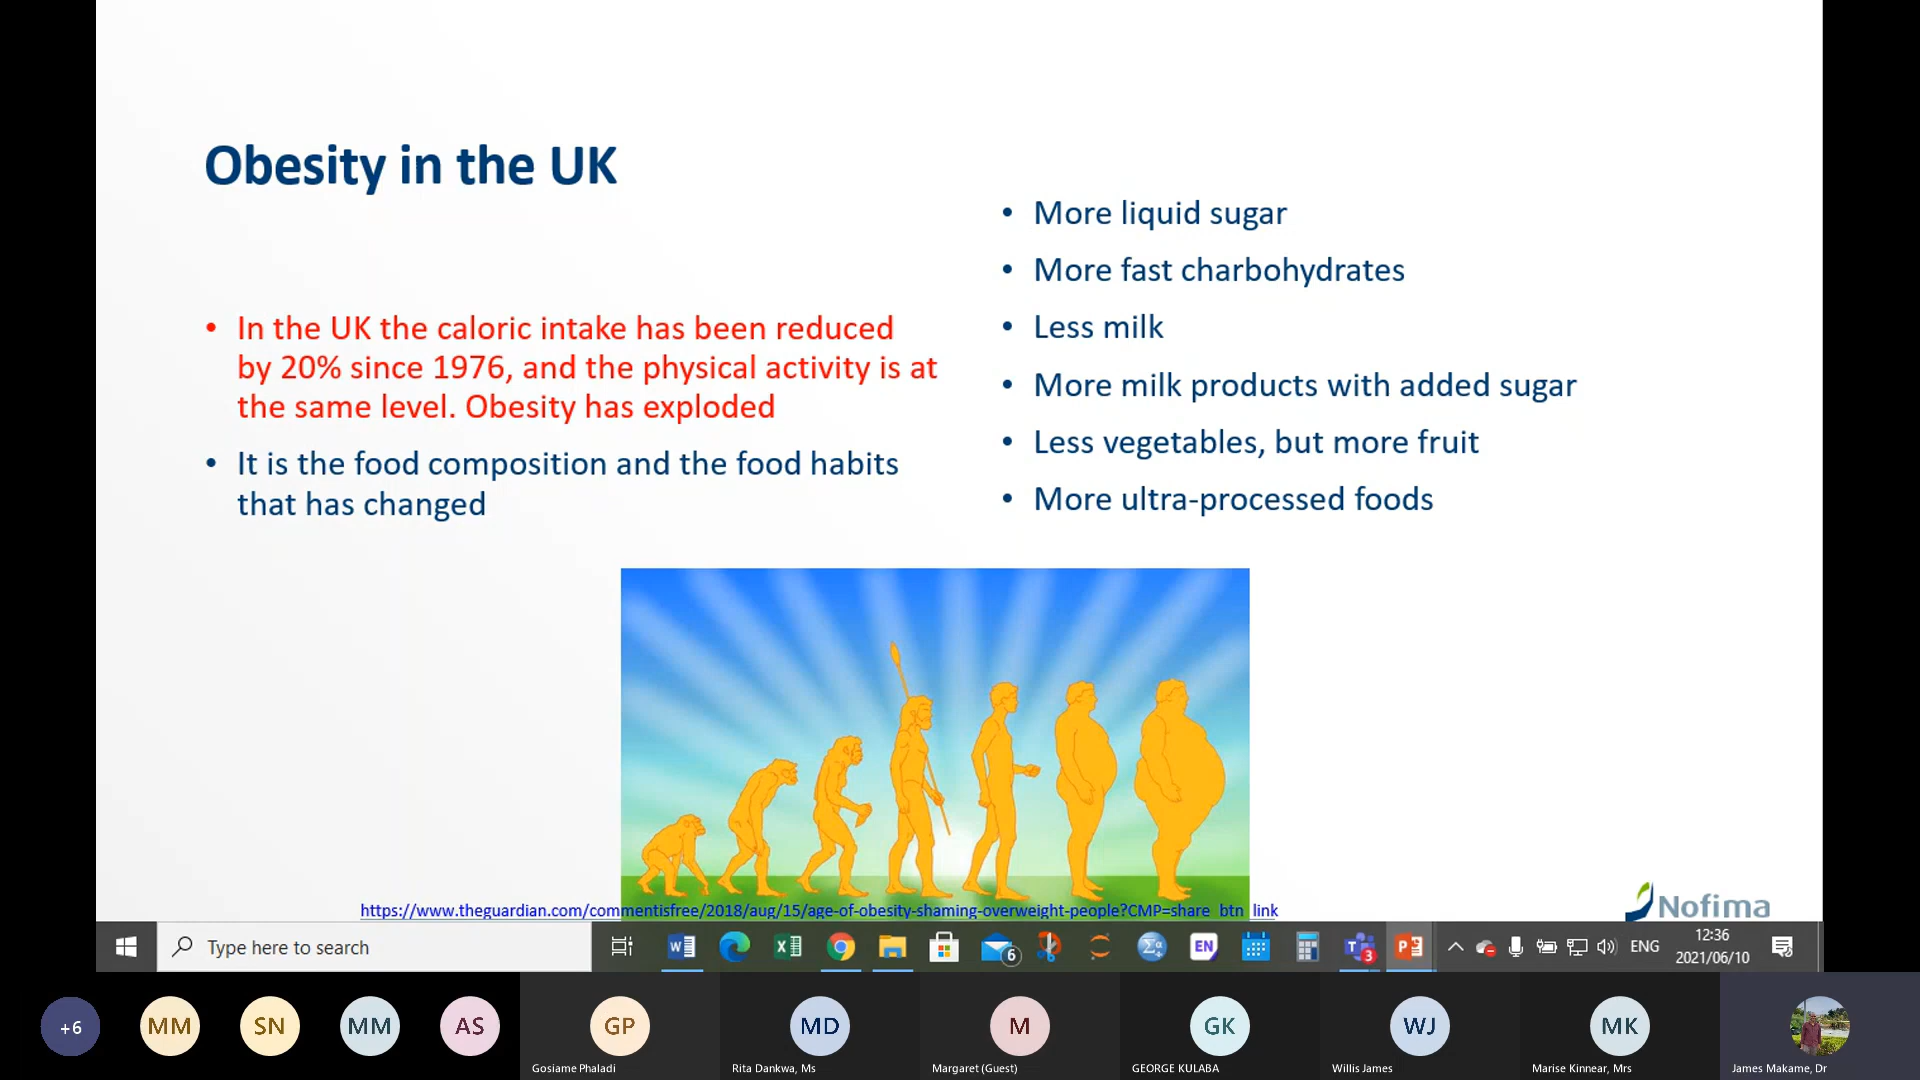 Obesity in the UK
• In the UK the caloric intake has been reduced
by 20% since 1976, and the physical activity is at
the same level. Obesity has exploded
• It is the food composition and the food habits
that has changed
• More liquid sugar
• More fast charbohydrates
• Less milk
• More milk products with added sugar
• Less vegetables, but more fruit
• More ultra-processed foods
https://www.theguardian.com/commentisfree/2018/aug/15/age-of-obesity-shaming-overweight-people?CMP=share_btn_link
Nofima
Type here to search
6
EN
3
ENG
12:36
2021/06/10
+6
MM
SN
MM
AS
GP
MD
M
GK
WJ
MK
Gosiame Phaladi
Rita Dankwa, Ms
Margaret (Guest)
GEORGE KULABA
Willis James
Marise Kinnear, Mrs
James Makame, Dr